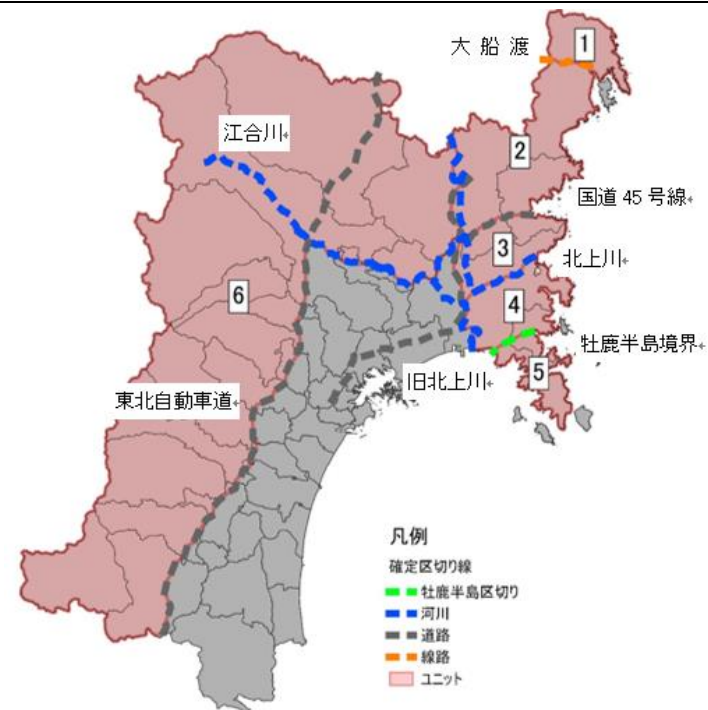 大 船 渡
1
江合川
2
国道 45 号線
3
北上川
6
4
牡鹿半島境界
5
東北自動車道
旧北上川
凡例
確定区切り線
牡鹿半島区切り
河川
道路
線路
ユニット